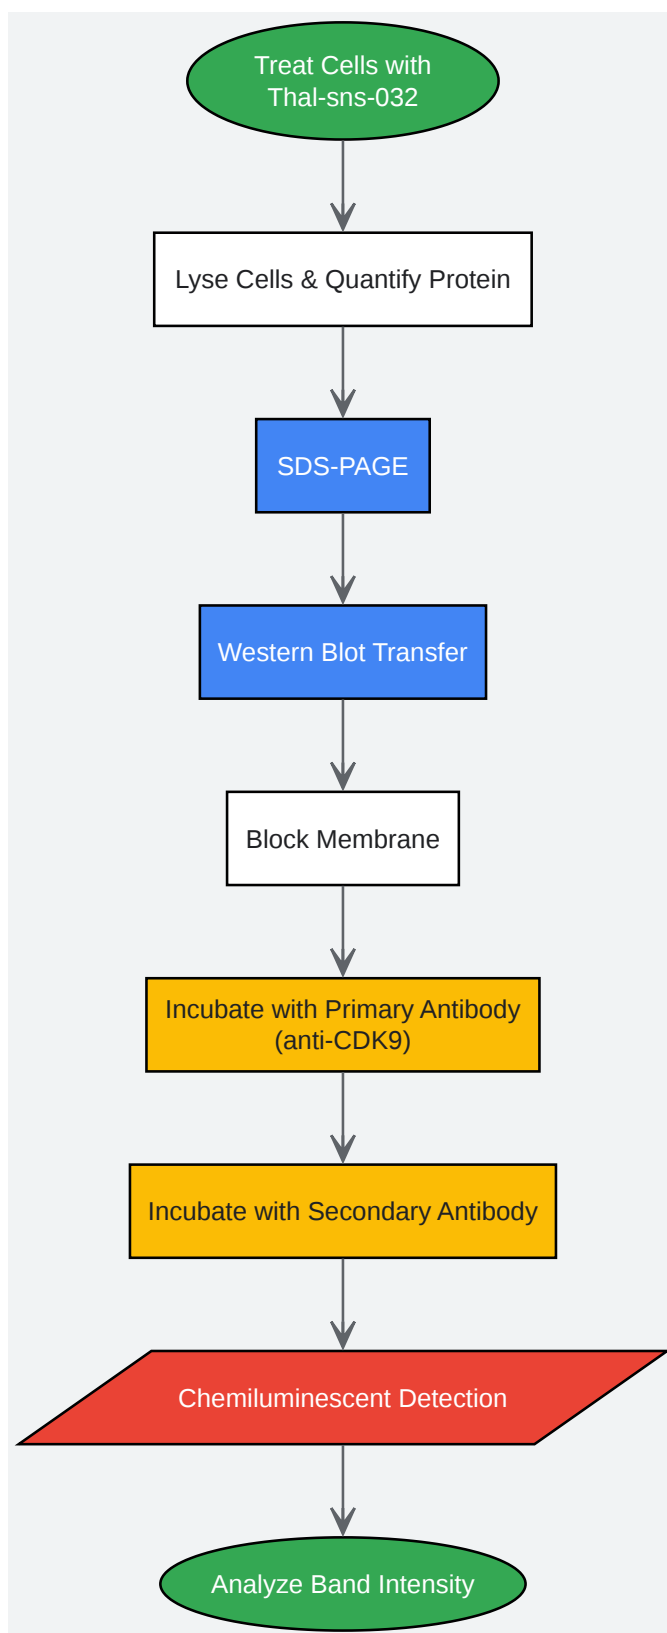 Treat Cells with
Thal-sns-032
Lyse Cells & Quantify Protein
SDS-PAGE
Western Blot Transfer
Block Membrane
Incubate with Primary Antibody
(anti-CDK9)
Incubate with Secondary Antibody
Chemiluminescent Detection
Analyze Band Intensity